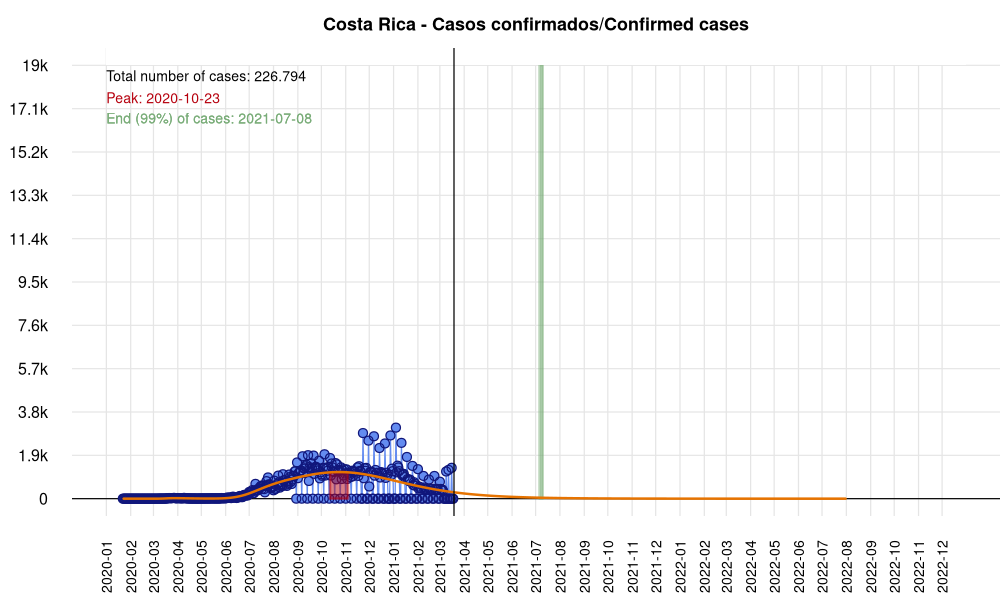 Costa Rica - Casos confirmados/Confirmed cases
Total number of cases: 226.794
Peak: 2020-10-23
End (99%) of cases: 2021-07-08
19k
17.1k
15.2k
13.3k
11.4k
9.5k
7.6k
5.7k
3.8k
1.9k
0
2020-01
2020-02
2020-03
2020-04
2020-05
2020-06
2020-07
2020-08
2020-09
2020-10
2020-11
2020-12
2021-01
2021-02
2021-03
2021-04
2021-05
2021-06
2021-07
2021-08
2021-09
2021-10
2021-11
2021-12
2022-01
2022-02
2022-03
2022-04
2022-05
2022-06
2022-07
2022-08
2022-09
2022-10
2022-11
2022-12